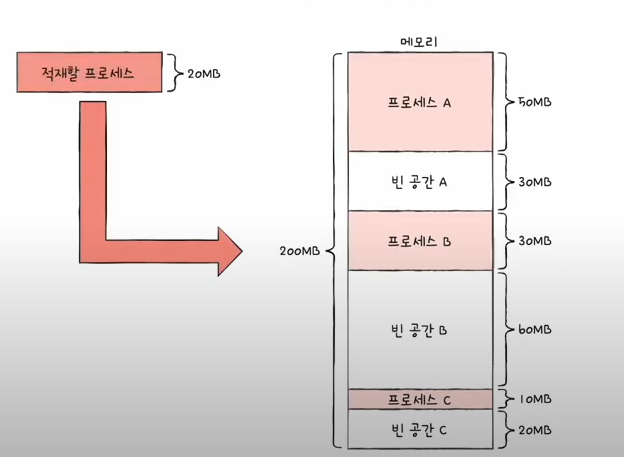 메모리
적재할 프로세스
20MB
프로세스 A
50MB
빈 공간 A
30MB
프로세스 B
30MB
200MB
빈 공간 B
60MB
프로세스 C
10MB
빈 공간 C
20MB